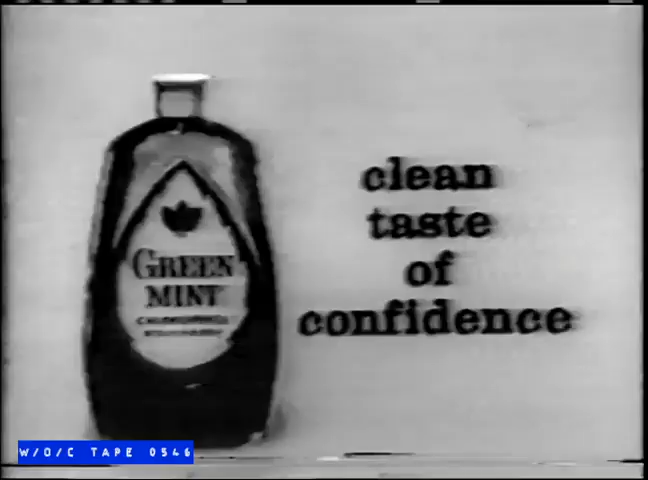 GREEN
MINT
clean
taste
of
confidence
W/O/C TAPE 0546